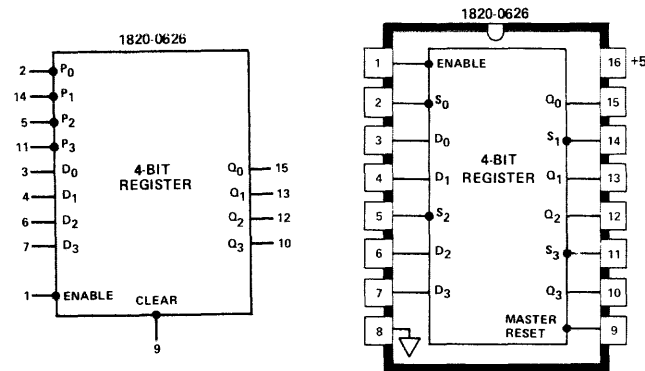 1820-0626
2 P0
14 P1
5 P2
11 P3
3 D0
4 D1
6 D2
7 D3
1 ENABLE
4-BIT
REGISTER
Q0 15
Q1 13
Q2 12
Q3 10
CLEAR
9
1820-0626
1 ENABLE
2 S0
3 D0
4 D1
5 S2
6 D2
7 D3
8
4-BIT
REGISTER
16 +5
Q0 15
S1 14
Q1 13
Q2 12
S3 11
Q3 10
MASTER
RESET 9